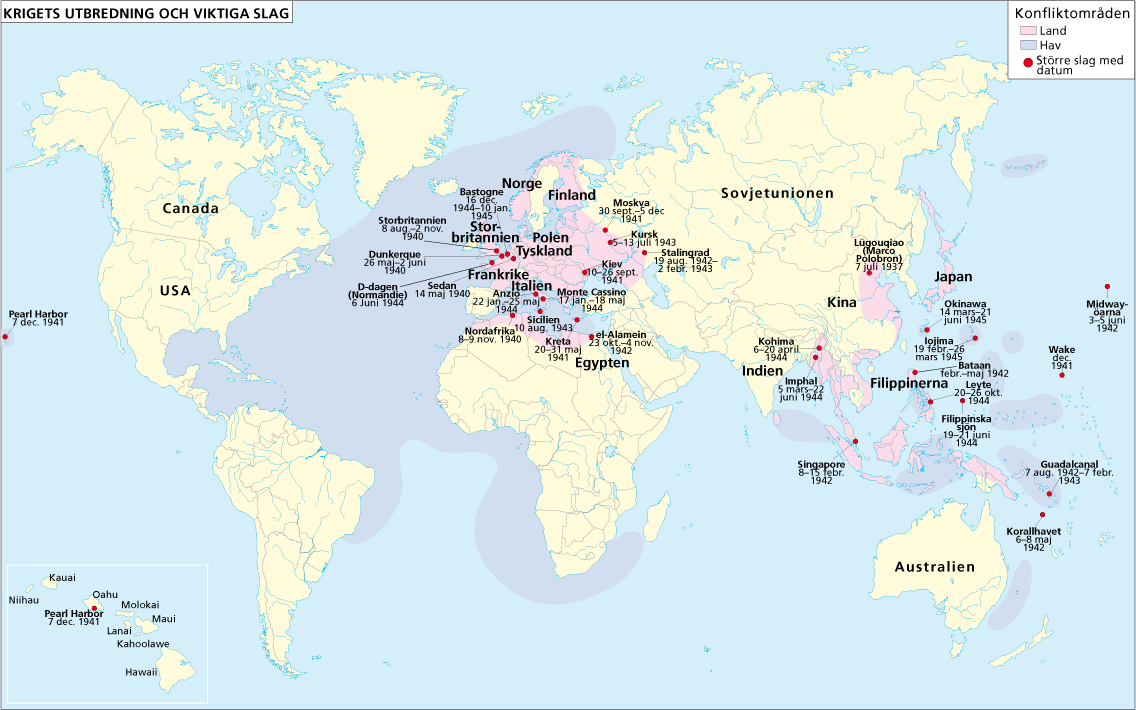 KRIGETS UTBREDNING OCH VIKTIGA SLAG
Konfliktområden
Land
Hav
Större slag med
datum
Canada
USA
Pearl Harbor
7 dec. 1941
Norge
Finland
Bastogne
16 dec.
1944–10 jan.
1945
Storbritannien
8 aug.–2 nov.
1940
Stor-
britannien
Polen
Tyskland
Dunkerque
26 maj–2 juni
1940
Frankrike
Italien
D-dagen
(Normandie)
6 juni 1944
Sedan
14 maj 1940
Anzio
22 jan.–25 maj
1944
Monte Cassino
17 jan.–18 maj
1944
Sicilien
10 aug. 1943
Nordafrika
8–9 nov. 1940
Kreta
20–31 maj
1941
el-Alamein
23 okt.–4 nov.
1942
Egypten
Moskva
30 sept.–5 dec
1941
Kursk
5–13 juli 1943
Stalingrad
19 aug. 1942–
2 febr. 1943
Kiev
10–26 sept.
1941
Sovjetunionen
Lügouqiao
(Marco
Polobron)
7 juli 1937
Japan
Kina
Okinawa
14 mars–21
juni 1945
Iojima
19 febr.–26
mars 1945
Midway-
öarna
3–5 juni
1942
Wake
dec.
1941
Kohima
6–20 april
1944
Indien
Imphal
5 mars–22
juni 1944
Bataan
febr.–maj 1942
Filippinerna
Leyte
20–26 okt.
1944
Filippinska
sjön
19–21 juni
1944
Singapore
8–15 febr.
1942
Guadalcanal
7 aug. 1942–7 febr.
1943
Korallhavet
6–8 maj
1942
Australien
Kauai
Niihau
Oahu
Pearl Harbor
7 dec. 1941
Molokai
Maui
Lanai
Kahoolawe
Hawaii